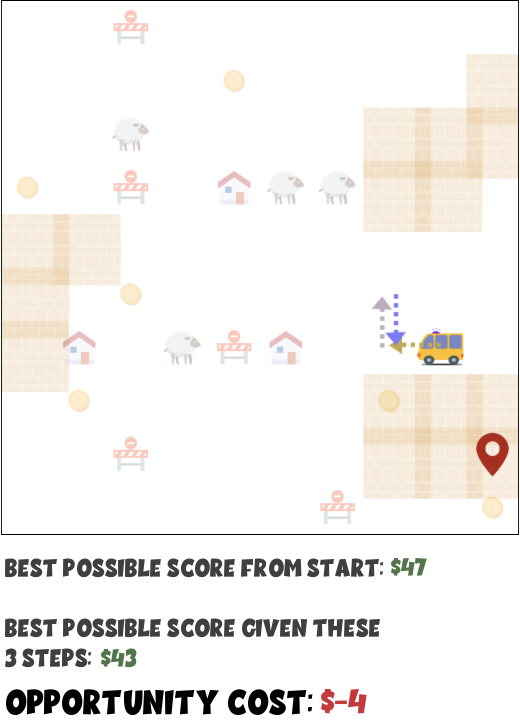 BEST POSSIBLE SCORE FROM START: $47
BEST POSSIBLE SCORE GIVEN THESE
3 STEPS: $43
OPPORTUNITY COST: $-4